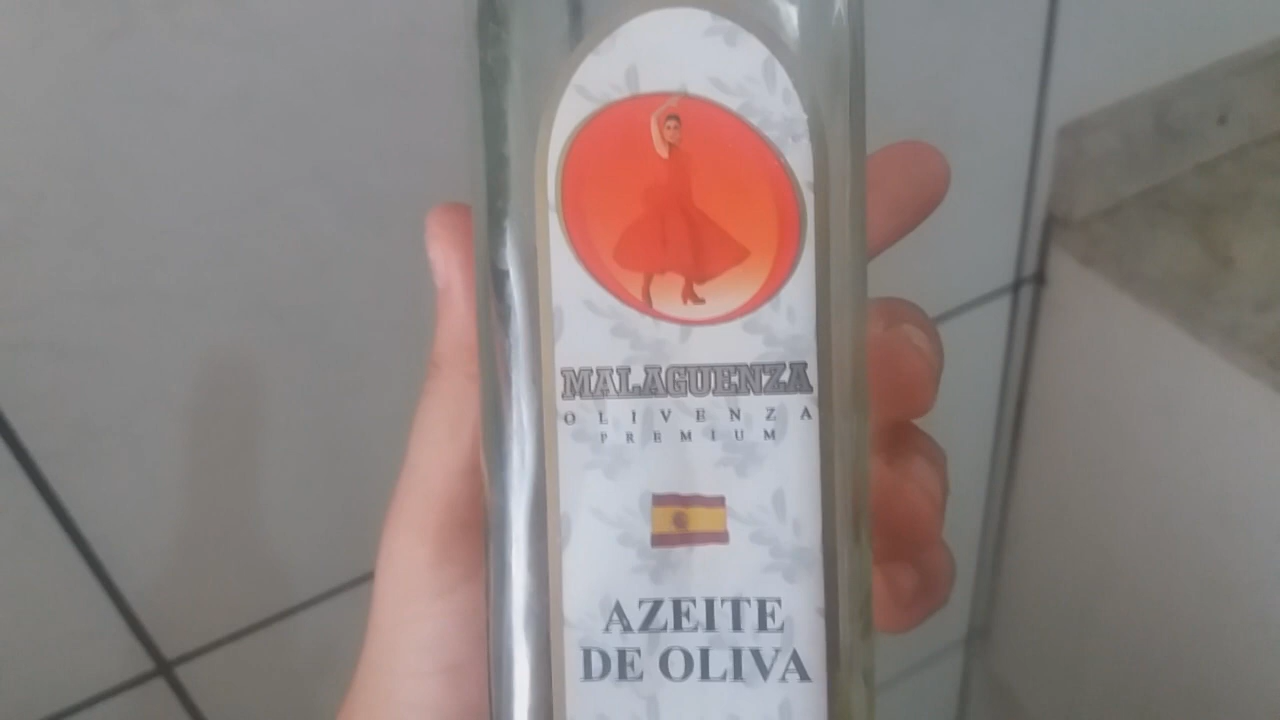 MALAGUENZA
OLIVENZA
PREMIUM
AZEITE
DE OLIVA